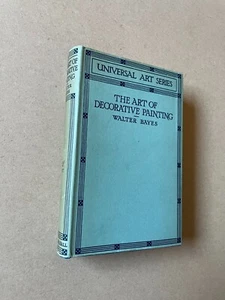 UNIVERSAL ART SERIES
THE ART OF
DECORATIVE PAINTING
WALTER BAYES